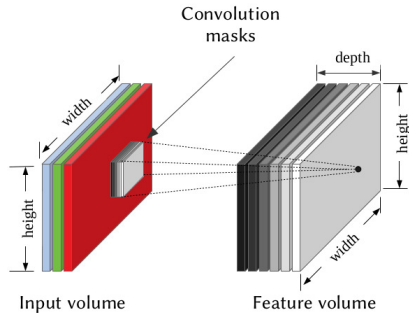 Convolution
masks
depth
width
height
height
width
Input volume
Feature volume